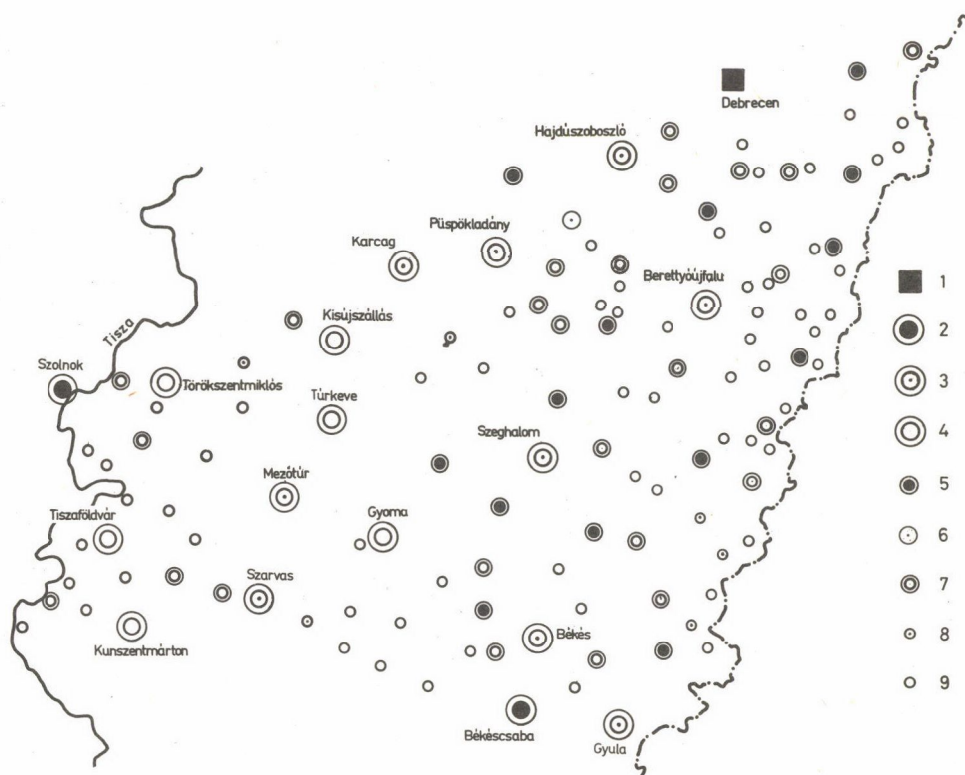 Debrecen
Hajdúszoboszló
Püspökladány
Karcag
Berettyóújfalu
1
2
Tisza
Kisújszállás
Szolnok
Törökszentmiklós
3
Túrkeve
4
Szeghalom
5
Mezőtúr
Tiszaföldvár
Gyoma
6
Szarvas
7
Kunszentmárton
Békés
8
9
Békéscsaba
Gyula